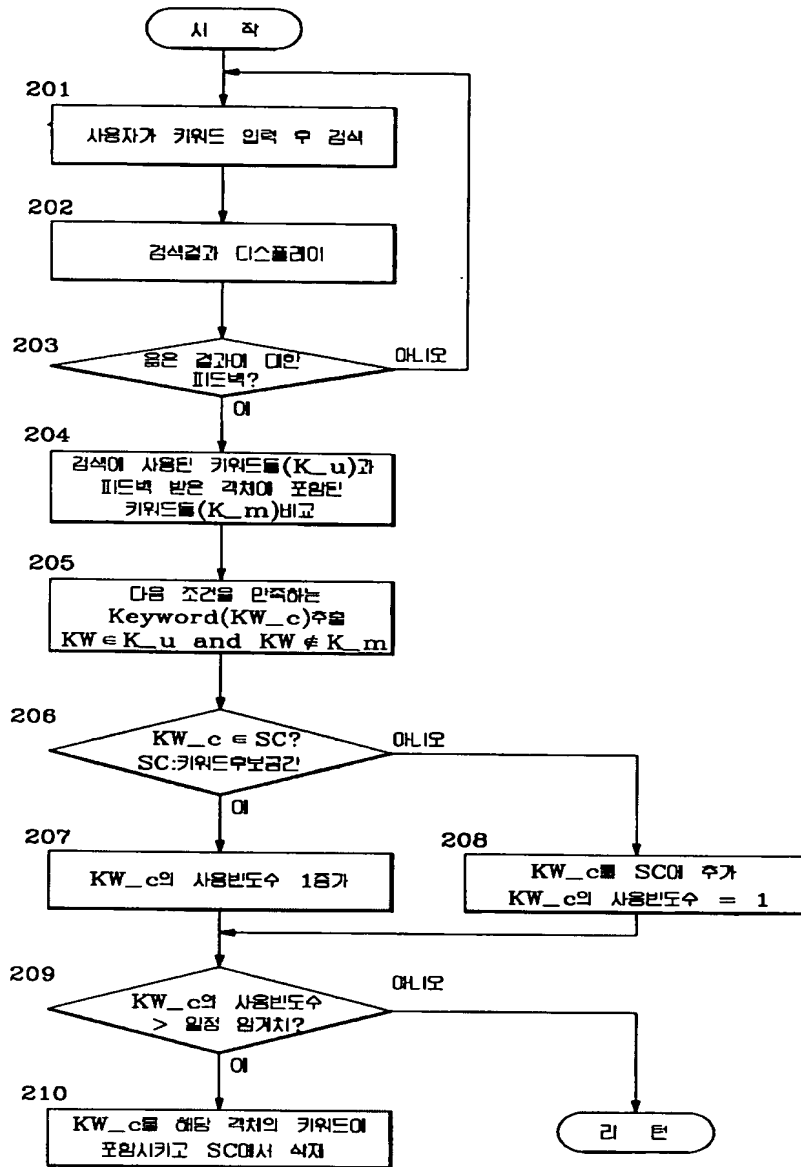 시 작
201
사용자가 키워드 입력 후 검색
202
검색결과 디스플레이
203
옳은 결과에 대한
피드백?
아니오
예
204
검색에 사용된 키워드들(K_u)과
피드백 받은 객체에 포함된
키워드들(K_m)비교
205
다음 조건을 만족하는
Keyword(KW_c)추출
KW∈K_u and KW∉K_m
206
KW_c∈SC?
SC:키워드후보공간
아니오
예
207
KW_c의 사용빈도수 1증가
208
KW_c를 SC에 추가
KW_c의 사용빈도수 = 1
209
KW_c의 사용빈도수
> 일정 임계치?
아니오
예
210
KW_c를 해당 객체의 키워드에
포함시키고 SC에서 삭제
리 턴